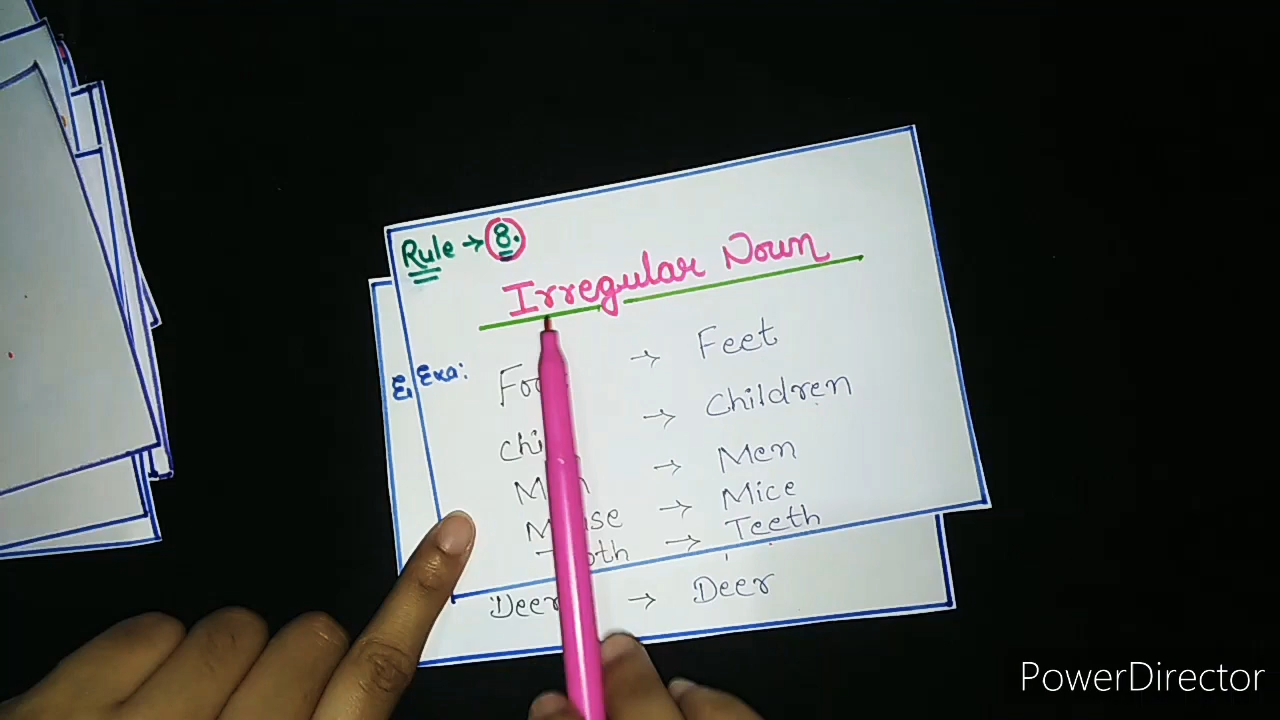 Rule → 8.
Irregular Noun
Exa:
→ Feet
→ Children
→ Men
→ Mice
→ Teeth
Deer → Deer
PowerDirector